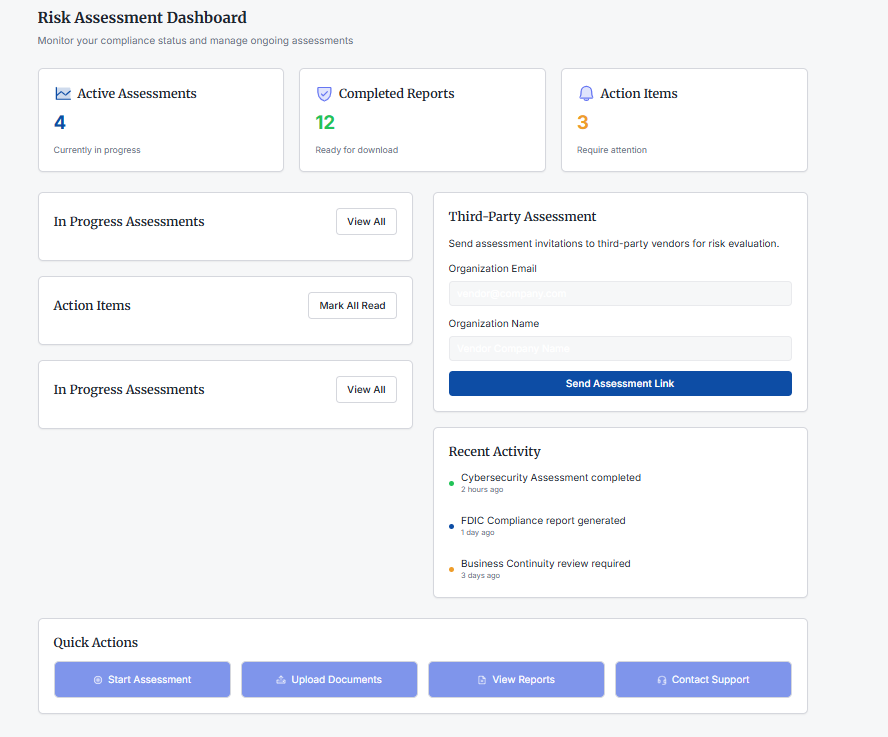 Risk Assessment Dashboard
Monitor your compliance status and manage ongoing assessments
Active Assessments
4
Currently in progress
Completed Reports
12
Ready for download
Action Items
3
Require attention
In Progress Assessments
View All
Action Items
Mark All Read
In Progress Assessments
View All
Third-Party Assessment
Send assessment invitations to third-party vendors for risk evaluation.
Organization Email
vendor@company.com
Organization Name
Vendor Company Name
Send Assessment Link
Recent Activity
Cybersecurity Assessment completed
2 hours ago
FDIC Compliance report generated
1 day ago
Business Continuity review required
3 days ago
Quick Actions
Start Assessment
Upload Documents
View Reports
Contact Support